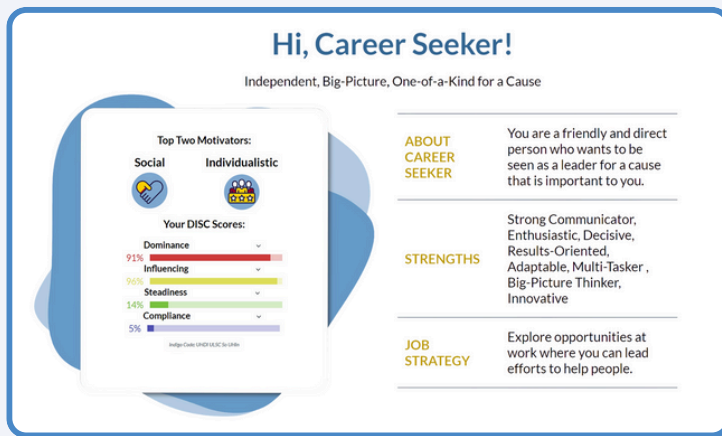 Hi, Career Seeker!
Independent, Big-Picture, One-of-a-Kind for a Cause
Top Two Motivators:
Social
Individualistic
Your DISC Scores:
Dominance
91%
Influencing
96%
Steadiness
14%
Compliance
5%
ABOUT
CAREER
SEEKER
You are a friendly and direct
person who wants to be
seen as a leader for a cause
that is important to you.
STRENGTHS
Strong Communicator,
Enthusiastic, Decisive,
Results-Oriented,
Adaptable, Multi-Tasker ,
Big-Picture Thinker,
Innovative
JOB
STRATEGY
Explore opportunities at
work where you can lead
efforts to help people.